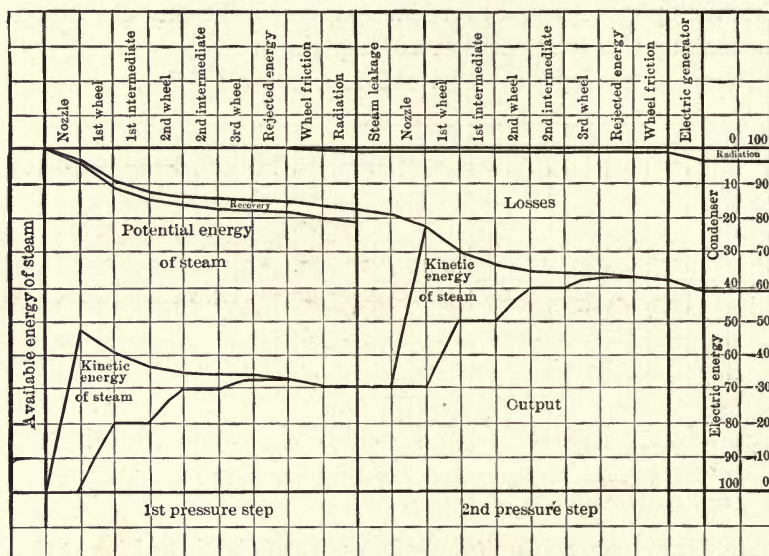 Nozzle
1st wheel
1st intermediate
2nd wheel
2nd intermediate
3rd wheel
Rejected energy
Wheel friction
Radiation
Steam leakage
Nozzle
1st wheel
1st intermediate
2nd wheel
2nd intermediate
3rd wheel
Rejected energy
Wheel friction
Electric generator
0 100
Radiation
10 90
20 80
30 70
40 60
50 50
60 40
70 30
80 20
90 10
100 0
Condenser
Electric energy
Available energy of steam
Recovery
Losses
Potential energy
of steam
Kinetic
energy
of steam
Kinetic
energy
of steam
Output
1st pressure step
2nd pressure step